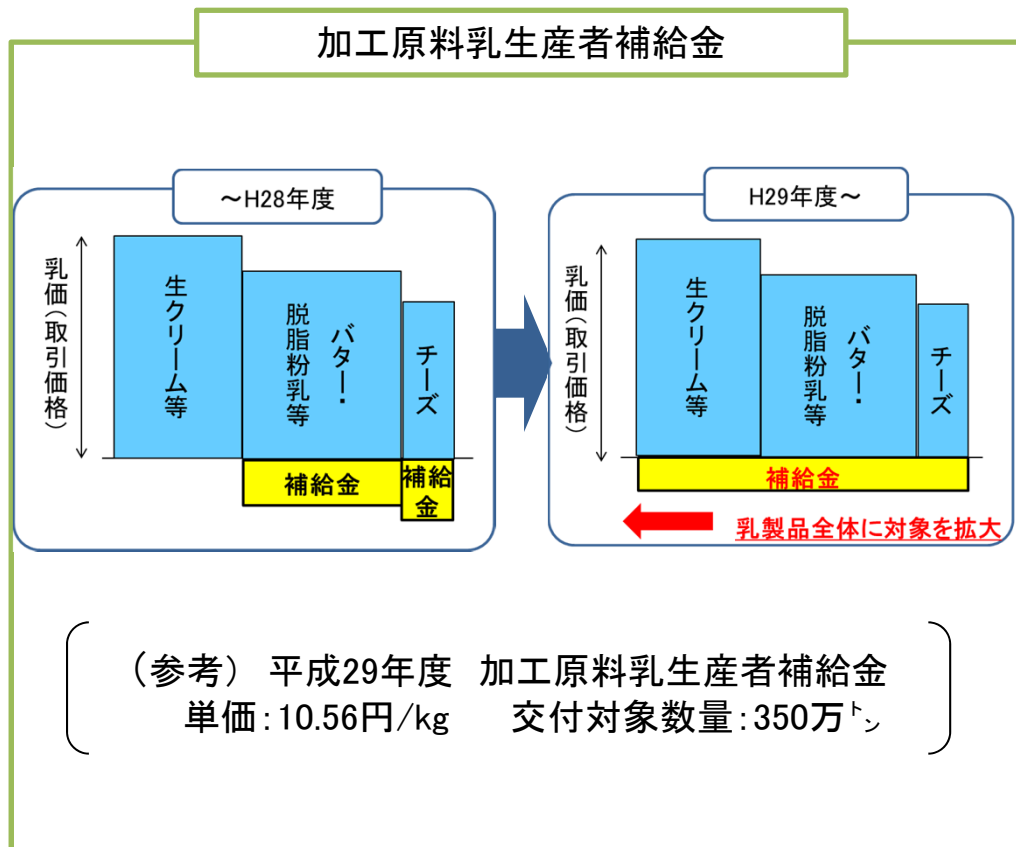 加工原料乳生産者補給金
～H28年度
乳価(取引価格)
生クリーム等
バター・
脱脂粉乳等
チーズ
補給金
補給
金
H29年度～
乳価(取引価格)
生クリーム等
バター・
脱脂粉乳等
チーズ
補給金
乳製品全体に対象を拡大
(参考) 平成29年度 加工原料乳生産者補給金
単価:10.56円/kg 交付対象数量:350万㌧